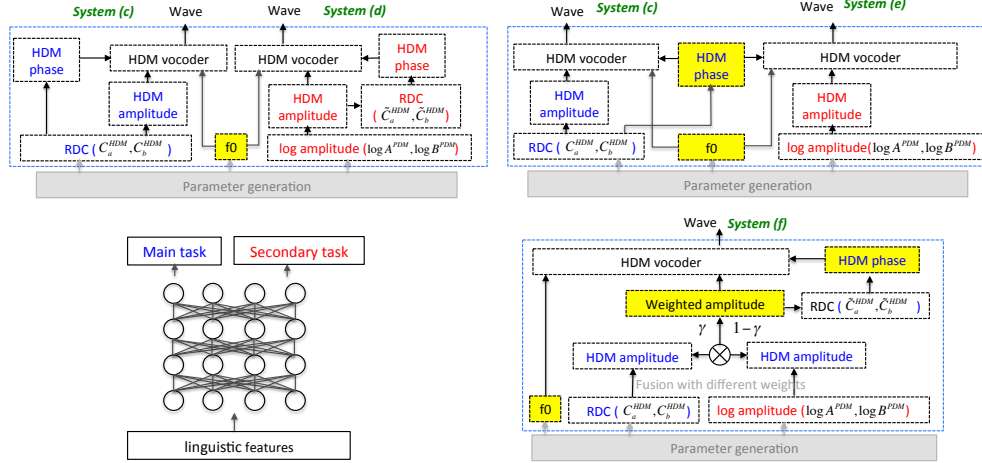 Wave System (c) Wave System (d)
HDM phase
HDM vocoder
HDM vocoder
HDM phase
HDM amplitude
HDM amplitude
RDC ( C̃_a^{HDM}, C̃_b^{HDM} )
RDC ( C_a^{HDM}, C_b^{HDM} )
f0
log amplitude (log A^{PDM}, log B^{PDM})
Parameter generation
Wave System (c) Wave System (e)
HDM vocoder
HDM phase
HDM vocoder
HDM amplitude
HDM amplitude
RDC ( C_a^{HDM}, C_b^{HDM} )
f0
log amplitude(log A^{PDM}, log B^{PDM})
Parameter generation
Main task
Secondary task
linguistic features
Wave System (f)
HDM vocoder
HDM phase
Weighted amplitude
RDC ( C̃_a^{HDM}, C̃_b^{HDM} )
γ 1−γ
HDM amplitude
HDM amplitude
Fusion with different weights
f0
RDC ( C_a^{HDM}, C_b^{HDM} )
log amplitude (log A^{PDM}, log B^{PDM})
Parameter generation